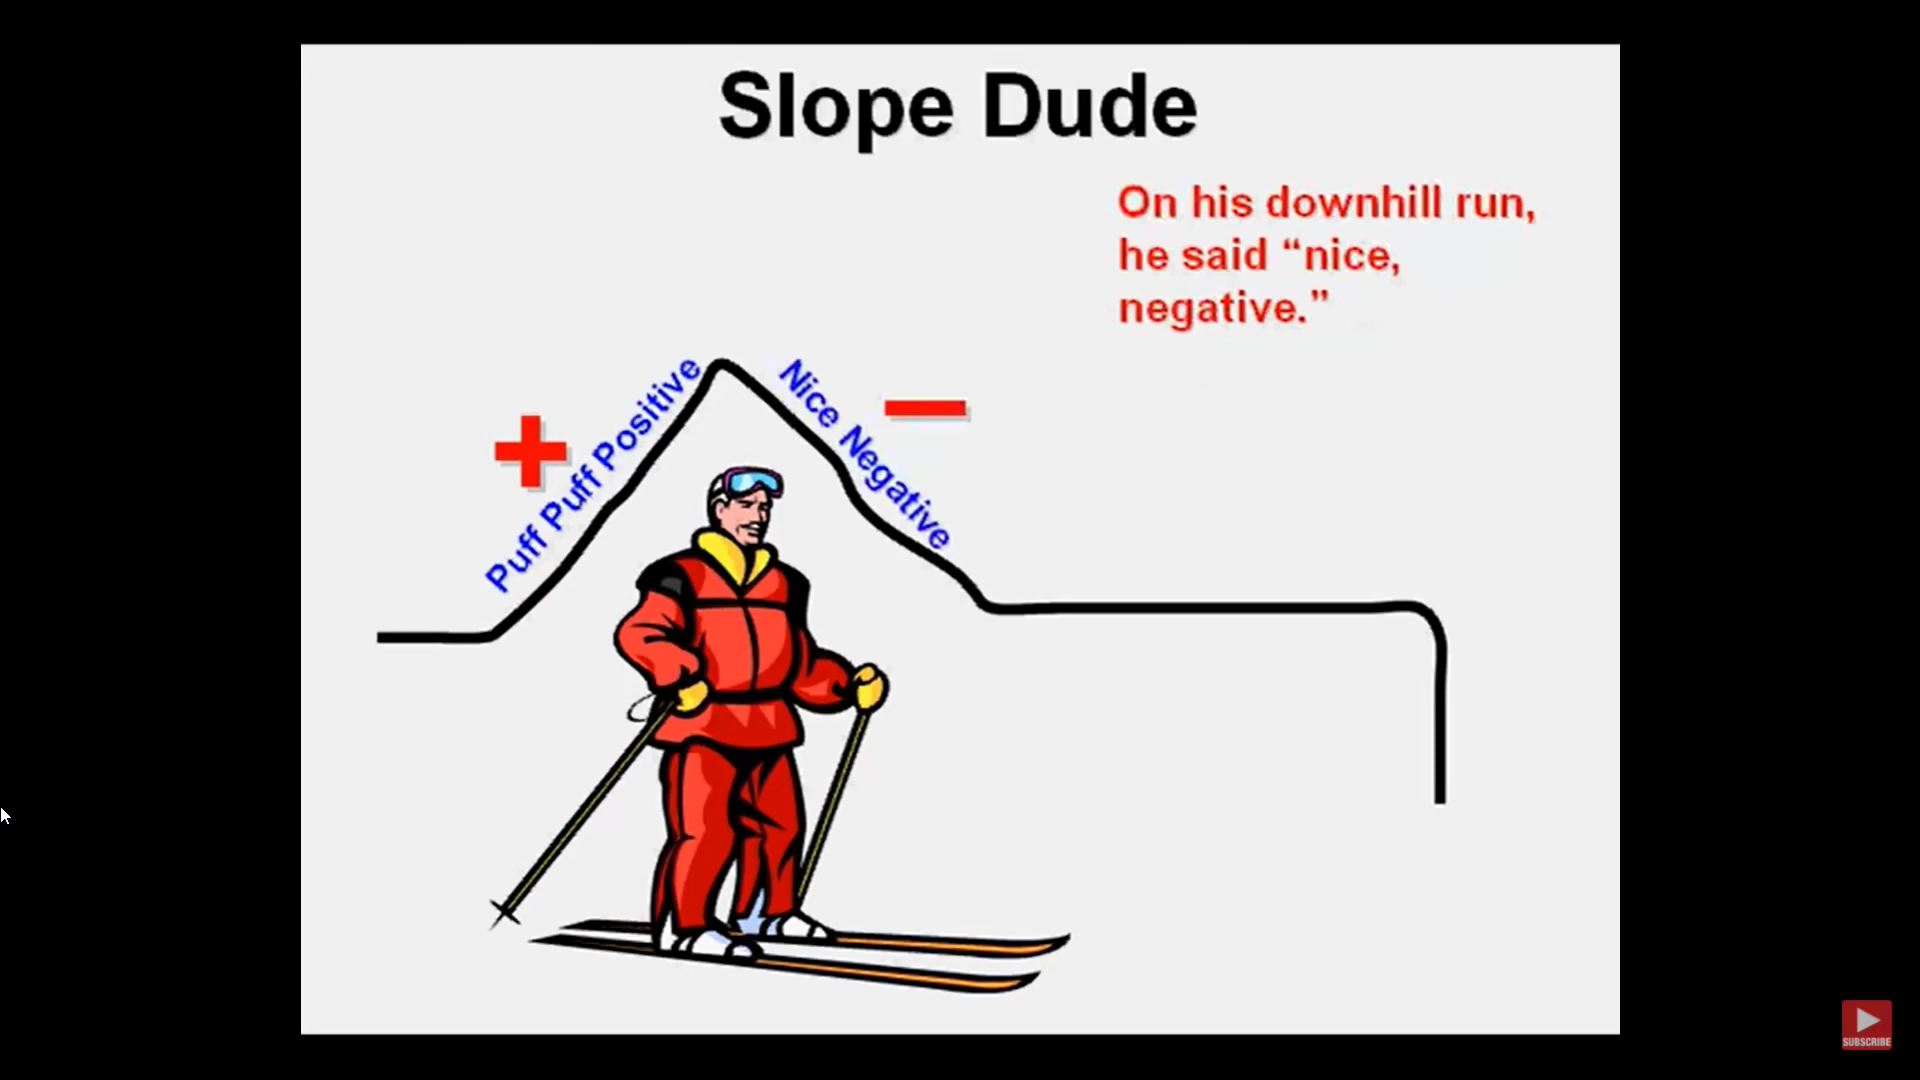 Slope Dude
On his downhill run,
he said “nice,
negative.”
Puff Puff Positive
Nice Negative
+
−
SUBSCRIBE